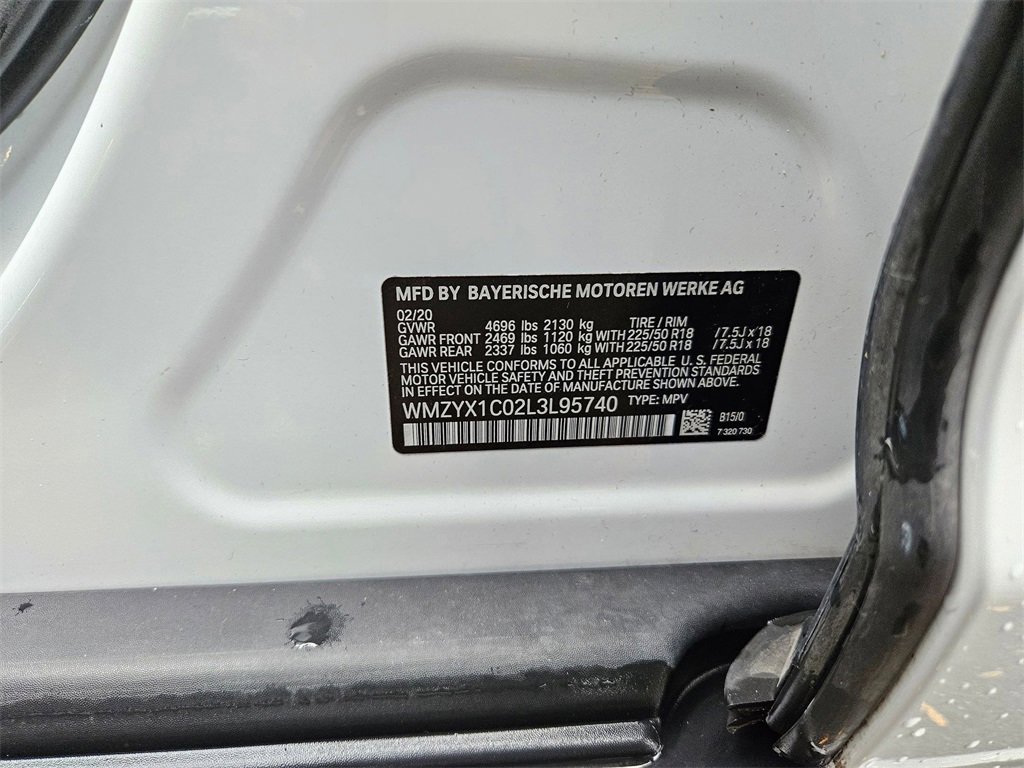 MFD BY BAYERISCHE MOTOREN WERKE AG
02/20
GVWR 4696 lbs 2130 kg TIRE / RIM
GAWR FRONT 2469 lbs 1120 kg WITH 225/50 R18 /7.5J x 18
GAWR REAR 2337 lbs 1060 kg WITH 225/50 R18 /7.5J x 18
THIS VEHICLE CONFORMS TO ALL APPLICABLE U. S. FEDERAL
MOTOR VEHICLE SAFETY AND THEFT PREVENTION STANDARDS
IN EFFECT ON THE DATE OF MANUFACTURE SHOWN ABOVE.
WMZYX1C02L3L95740 TYPE: MPV
B15/0
7 320 730